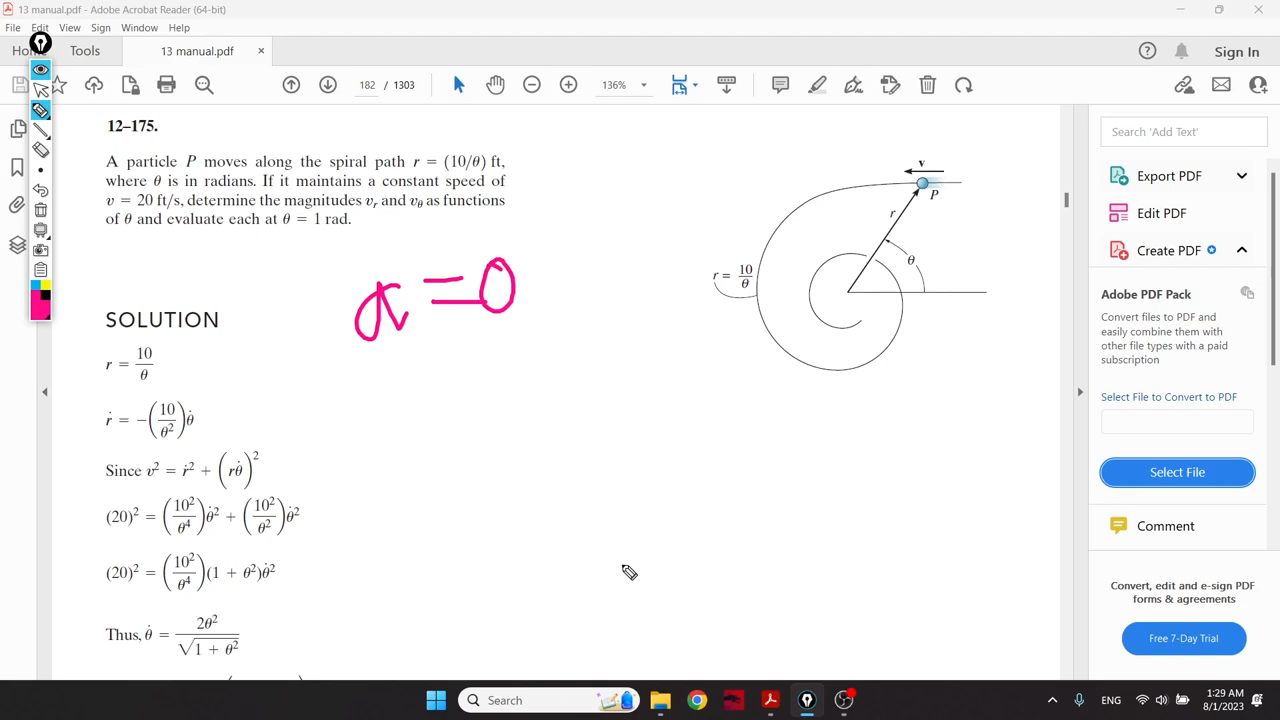 13 manual.pdf - Adobe Acrobat Reader (64-bit)
File Edit View Sign Window Help
Tools 13 manual.pdf × Sign In
182 / 1303 136%
12–175.
A particle P moves along the spiral path r = (10/θ) ft,
where θ is in radians. If it maintains a constant speed of
v = 20 ft/s, determine the magnitudes vᵣ and v_θ as functions
of θ and evaluate each at θ = 1 rad.
v
P
r
θ
r = 10/θ
= 0
SOLUTION
r = 10/θ
ṙ = −(10/θ²)θ̇
Since v² = ṙ² + (rθ̇)²
(20)² = (10²/θ⁴)θ̇² + (10²/θ²)θ̇²
(20)² = (10²/θ⁴)(1 + θ²)θ̇²
Thus, θ̇ = 2θ²/√(1 + θ²)
Search 'Add Text'
Export PDF
Edit PDF
Create PDF
Adobe PDF Pack
Convert files to PDF and
easily combine them with
other file types with a paid
subscription
Select File to Convert to PDF
Select File
Comment
Convert, edit and e-sign PDF
forms & agreements
Free 7-Day Trial
Search
ENG
1:29 AM
8/1/2023